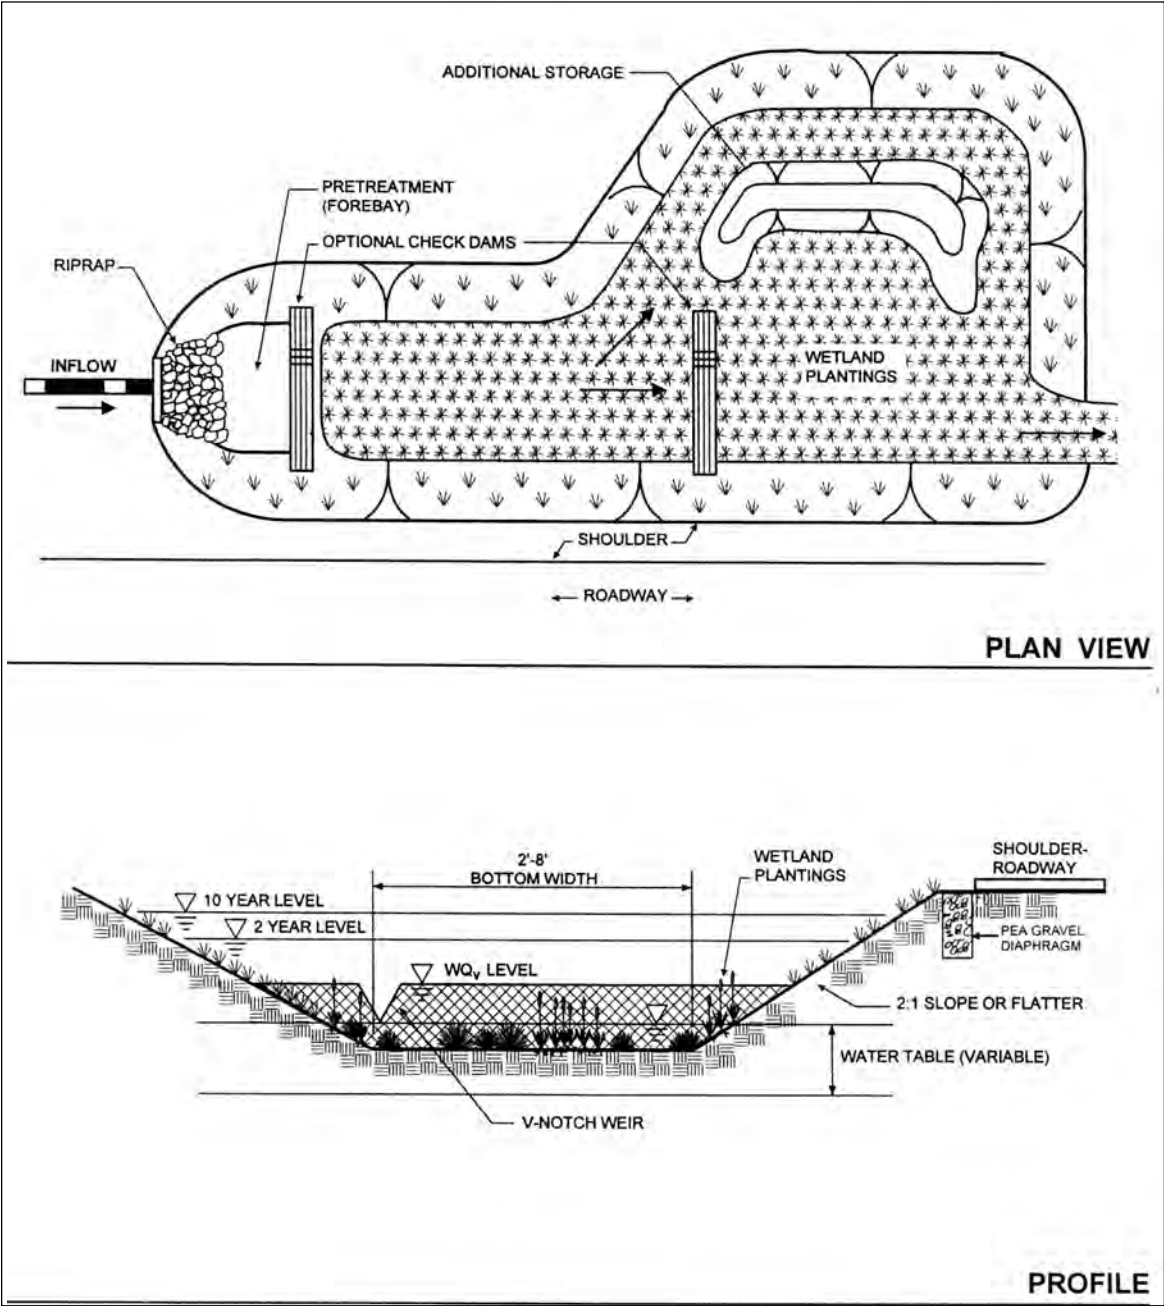 ADDITIONAL STORAGE
PRETREATMENT
(FOREBAY)
OPTIONAL CHECK DAMS
RIPRAP
INFLOW
WETLAND
PLANTINGS
SHOULDER
ROADWAY
PLAN VIEW
2'-8'
BOTTOM WIDTH
WETLAND
PLANTINGS
SHOULDER-
ROADWAY
10 YEAR LEVEL
2 YEAR LEVEL
PEA GRAVEL
DIAPHRAGM
WQv LEVEL
2:1 SLOPE OR FLATTER
WATER TABLE (VARIABLE)
V-NOTCH WEIR
PROFILE